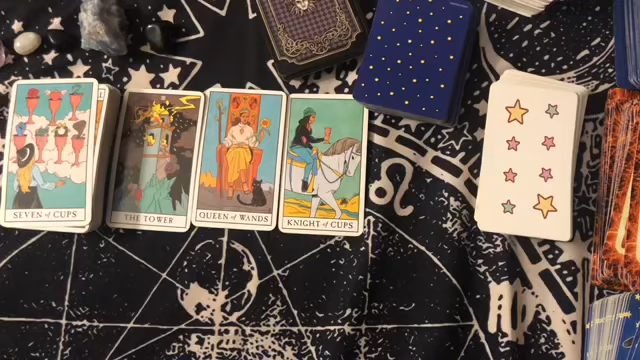 SEVEN of CUPS
THE TOWER
QUEEN of WANDS
KNIGHT of CUPS